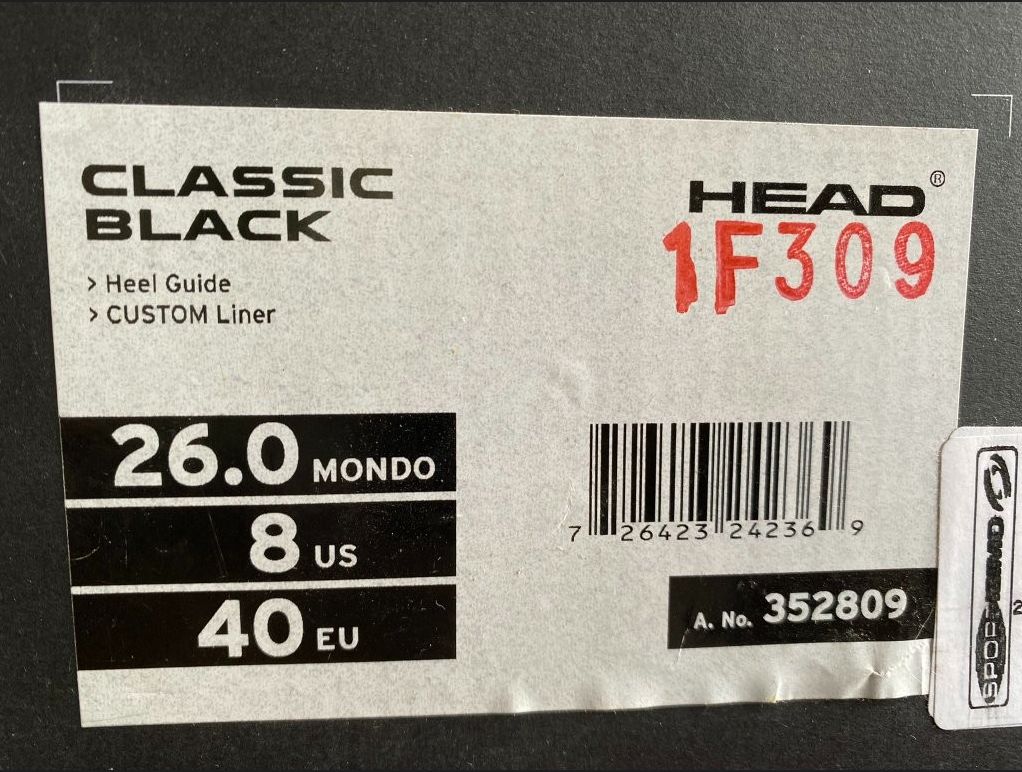 CLASSIC
BLACK
> Heel Guide
> CUSTOM Liner
HEAD®
1F309
26.0 MONDO
8 US
40 EU
7 26423 24236 9
A. No. 352809
2